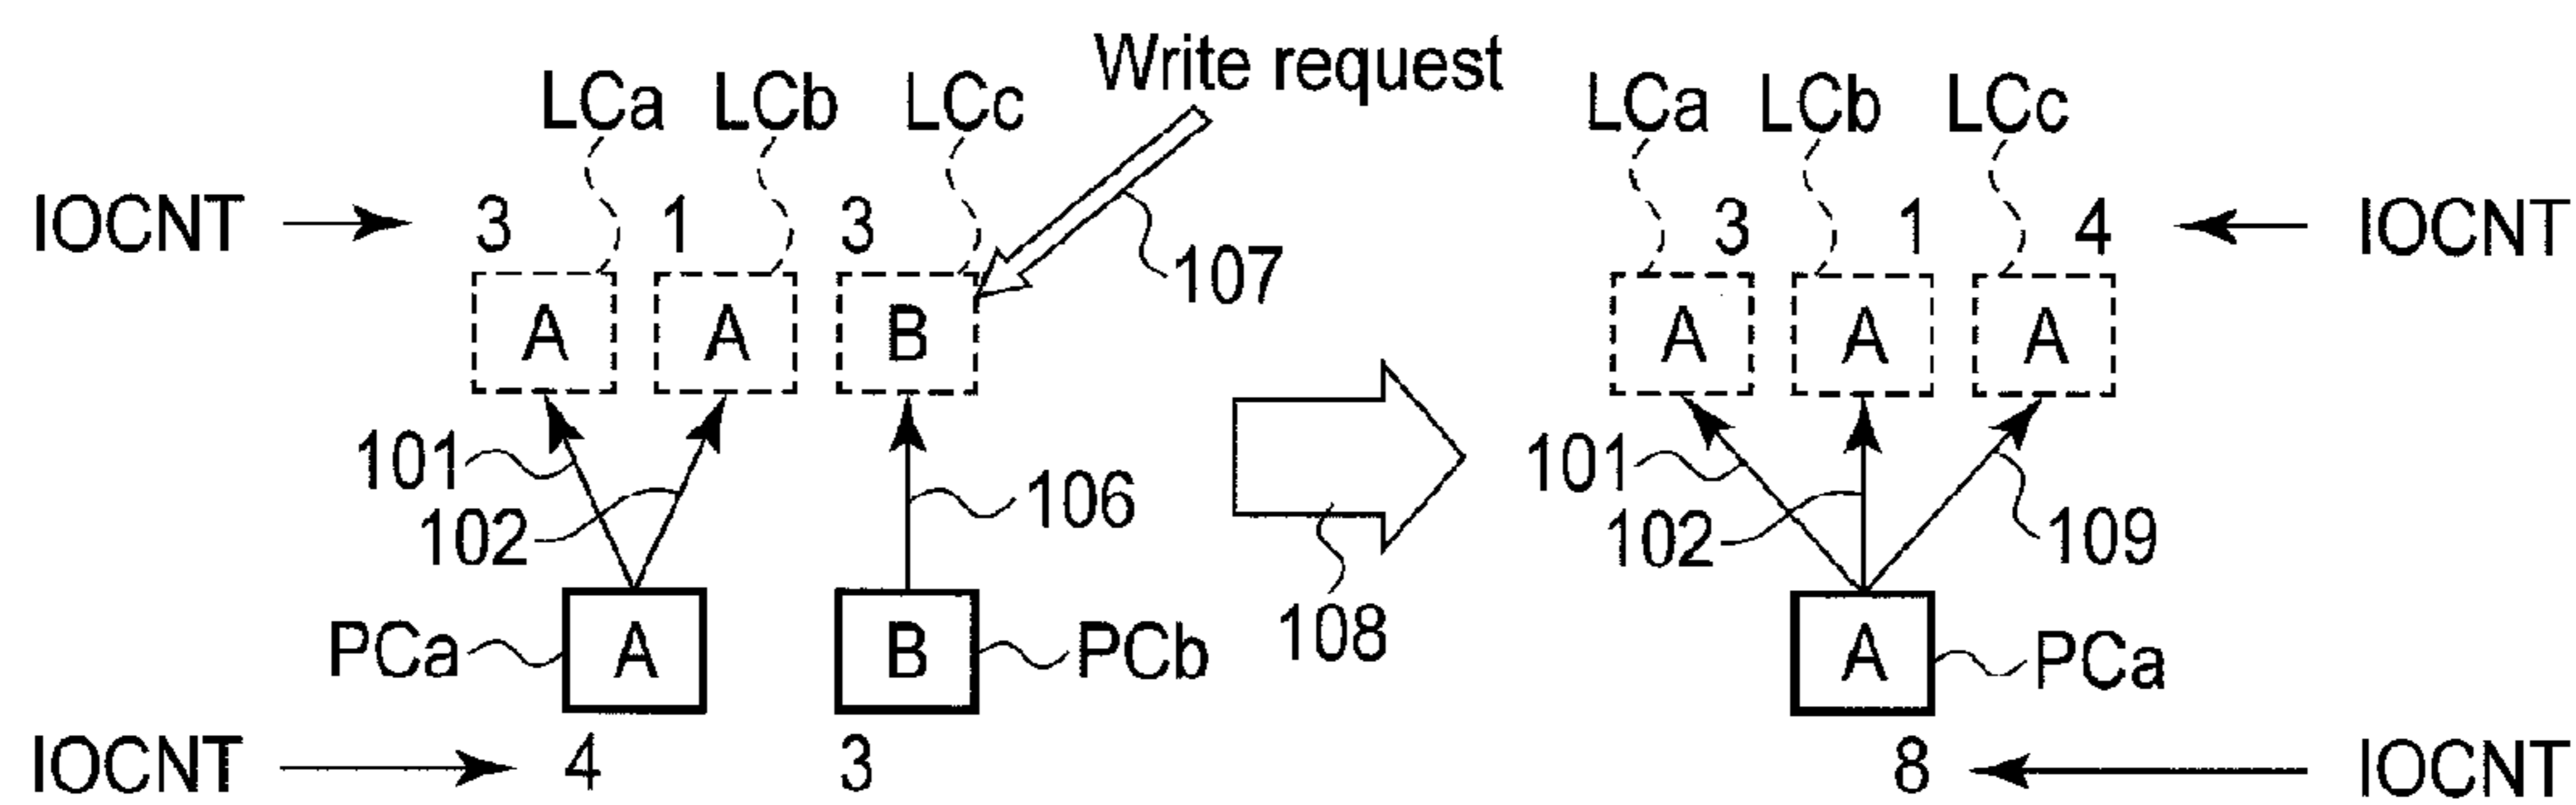 Write request
LCa LCb LCc
LCa LCb LCc
IOCNT 3 1 3
3 1 4 IOCNT
107
A A B
A A A
101
102
106
101
102
109
108
PCa A B PCb
A PCa
IOCNT 4 3
8 IOCNT